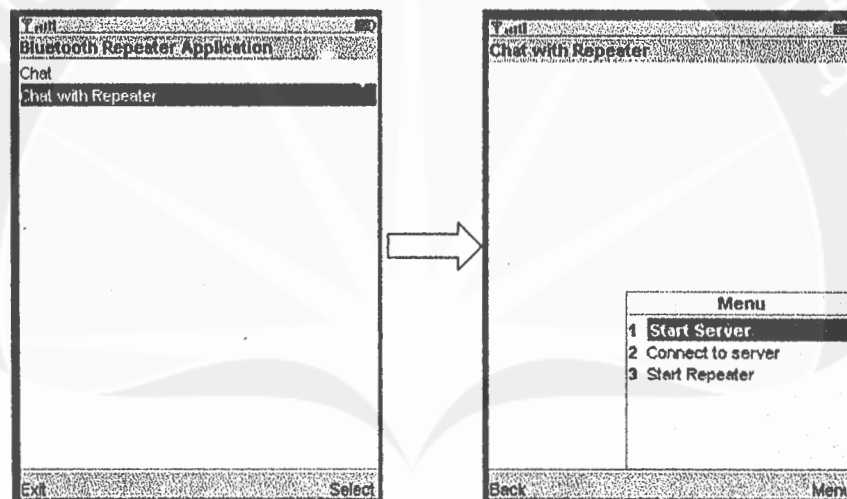 Bluetooth Repeater Application
Chat
Chat with Repeater
Exit
Select
Chat with Repeater
Menu
1 Start Server
2 Connect to server
3 Start Repeater
Back
Menu